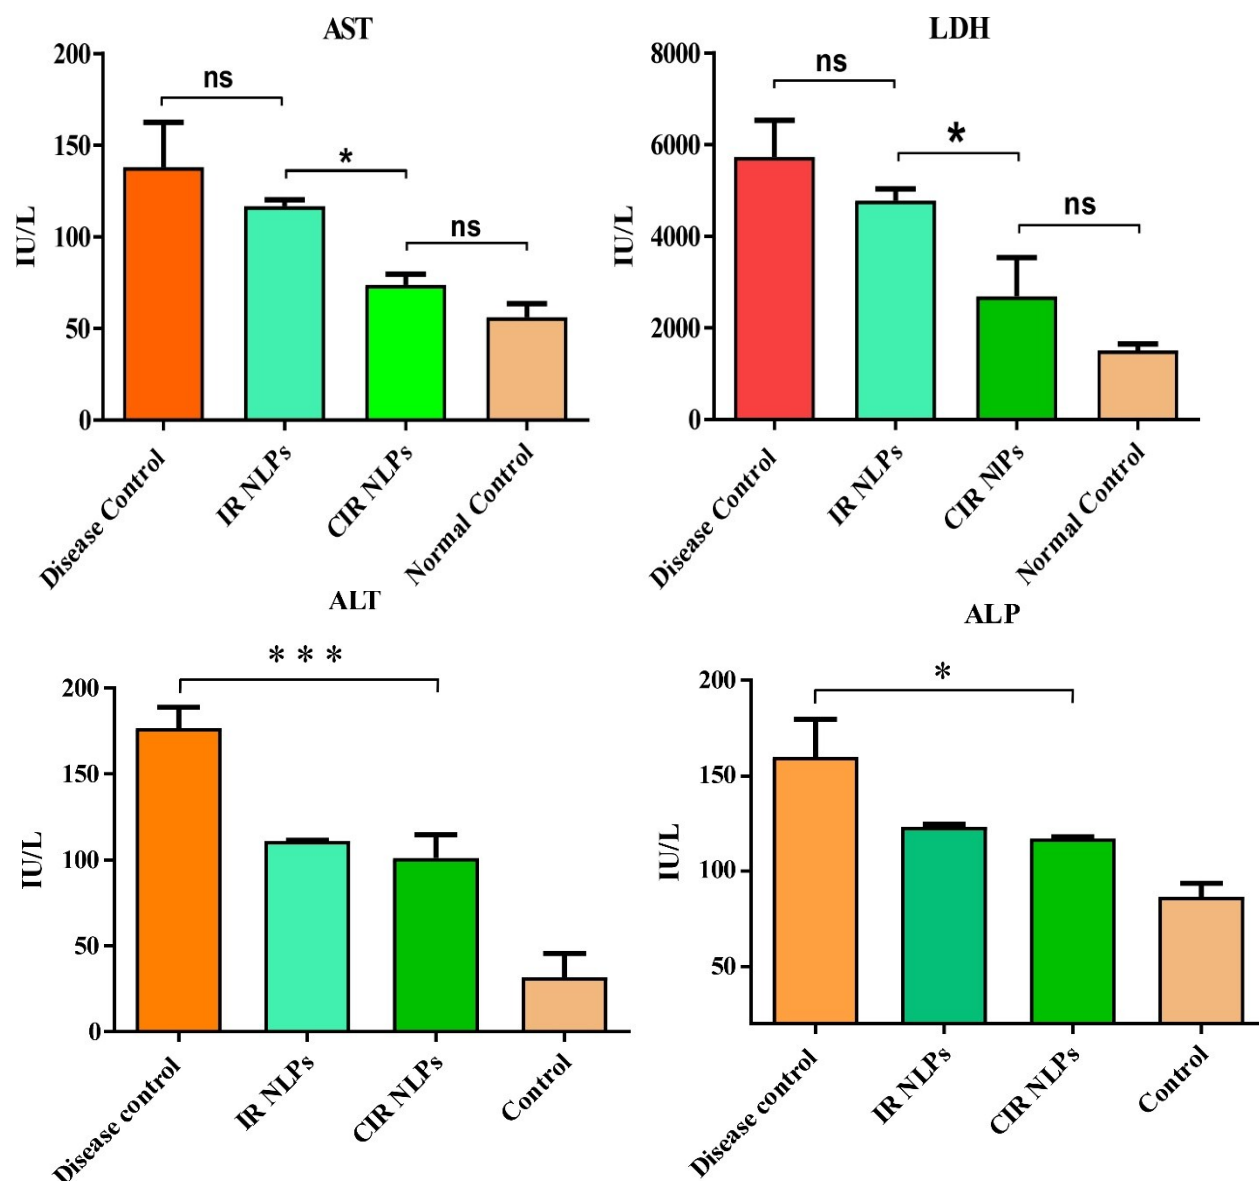 AST
200
150
100
50
0
IU/L
ns
*
ns
Disease Control
IR NLPs
CIR NLPs
Normal Control
LDH
8000
6000
4000
2000
0
IU/L
ns
*
ns
Disease Control
IR NLPs
CIR NIPs
Normal Control
ALT
200
150
100
50
0
IU/L
* * *
Disease control
IR NLPs
CIR NLPs
Control
ALP
200
150
100
50
IU/L
*
Disease control
IR NLPs
CIR NLPs
Control